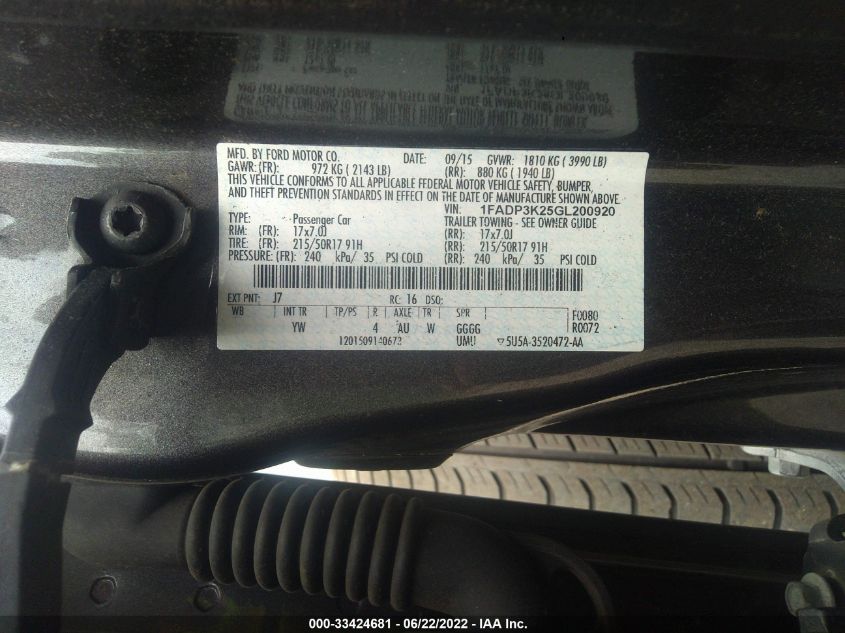 MFD. BY FORD MOTOR CO. DATE: 09/15 GVWR: 1810 KG ( 3990 LB)
GAWR:(FR): 972 KG ( 2143 LB) (RR): 880 KG ( 1940 LB)
THIS VEHICLE CONFORMS TO ALL APPLICABLE FEDERAL MOTOR VEHICLE SAFETY, BUMPER,
AND THEFT PREVENTION STANDARDS IN EFFECT ON THE DATE OF MANUFACTURE SHOWN ABOVE.
VIN: 1FADP3K25GL200920
TYPE: Passenger Car TRAILER TOWING - SEE OWNER GUIDE
RIM: (FR): 17x7.0J (RR): 17x7.0J
TIRE: (FR): 215/50R17 91H (RR): 215/50R17 91H
PRESSURE:(FR): 240 kPa/ 35 PSI COLD (RR): 240 kPa/ 35 PSI COLD
EXT PNT: J7 RC: 16 DSO:
WB INT TR TP/PS R AXLE TR SPR F0080
YW 4 AU W GGGG R0072
1201509140673 UMU ▽5U5A-3520472-AA
000-33424681 - 06/22/2022 - IAA Inc.